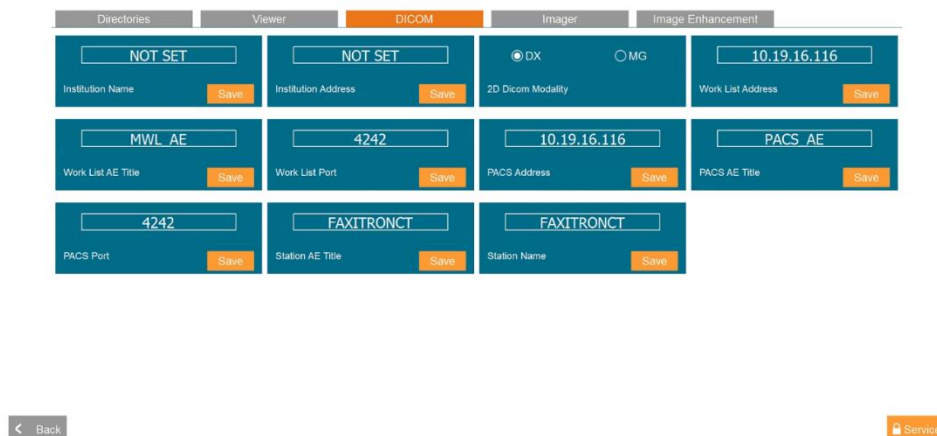 Directories Viewer DICOM Imager Image Enhancement
NOT SET NOT SET DX MG 10.19.16.116
Institution Name Save Institution Address Save 2D Dicom Modality Work List Address Save
MWL_AE 4242 10.19.16.116 PACS_AE
Work List AE Title Save Work List Port Save PACS Address Save PACS AE Title Save
4242 FAXITRONCT FAXITRONCT
PACS Port Save Station AE Title Save Station Name Save
Back Service